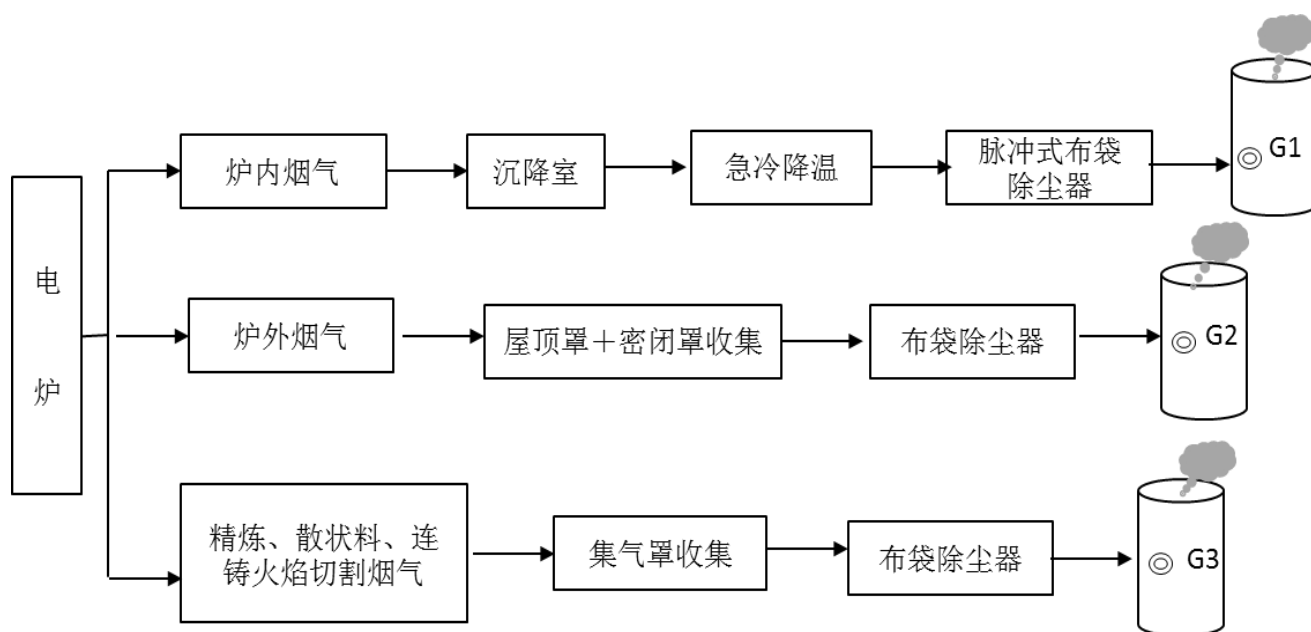 电
炉
炉内烟气
沉降室
急冷降温
脉冲式布袋
除尘器
G1
炉外烟气
屋顶罩＋密闭罩收集
布袋除尘器
G2
精炼、散状料、连
铸火焰切割烟气
集气罩收集
布袋除尘器
G3